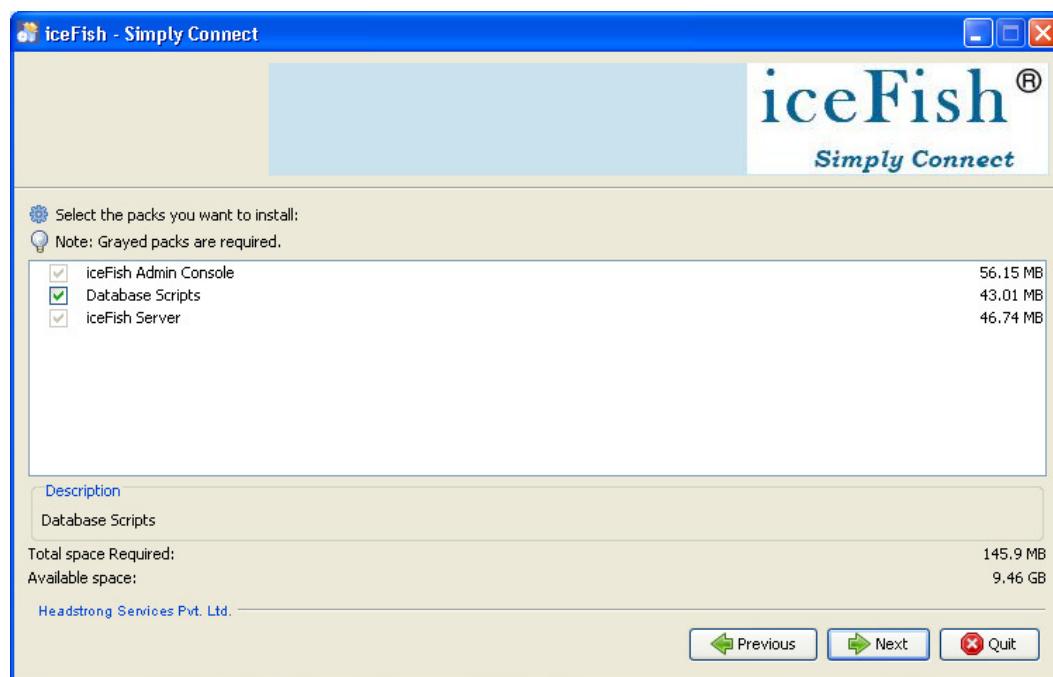 iceFish - Simply Connect
iceFish®
Simply Connect
Select the packs you want to install:
Note: Grayed packs are required.
iceFish Admin Console 56.15 MB
Database Scripts 43.01 MB
iceFish Server 46.74 MB
Description
Database Scripts
Total space Required: 145.9 MB
Available space: 9.46 GB
Headstrong Services Pvt. Ltd.
Previous Next Quit